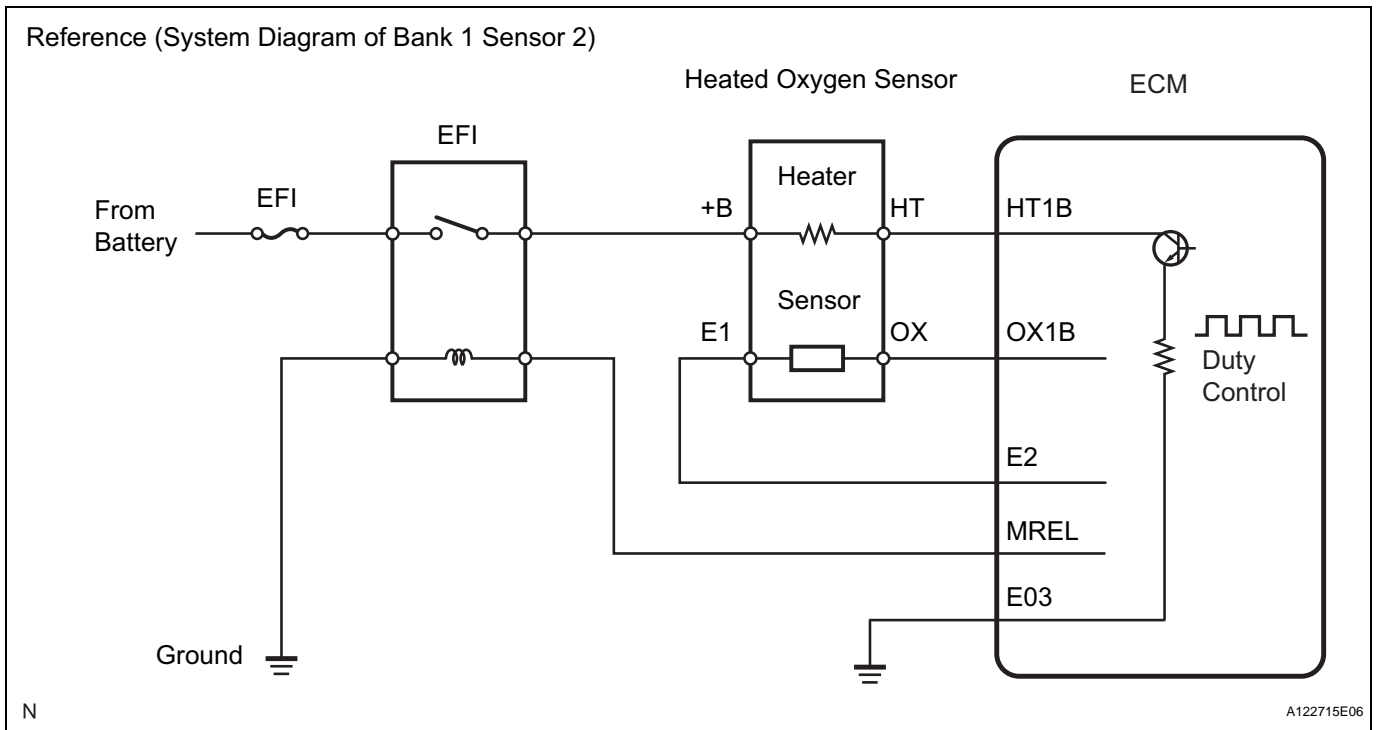 Reference (System Diagram of Bank 1 Sensor 2)
Heated Oxygen Sensor
ECM
EFI
EFI
From
Battery
Heater
+B
HT
HT1B
Sensor
E1
OX
OX1B
Duty
Control
E2
MREL
E03
Ground
N
A122715E06